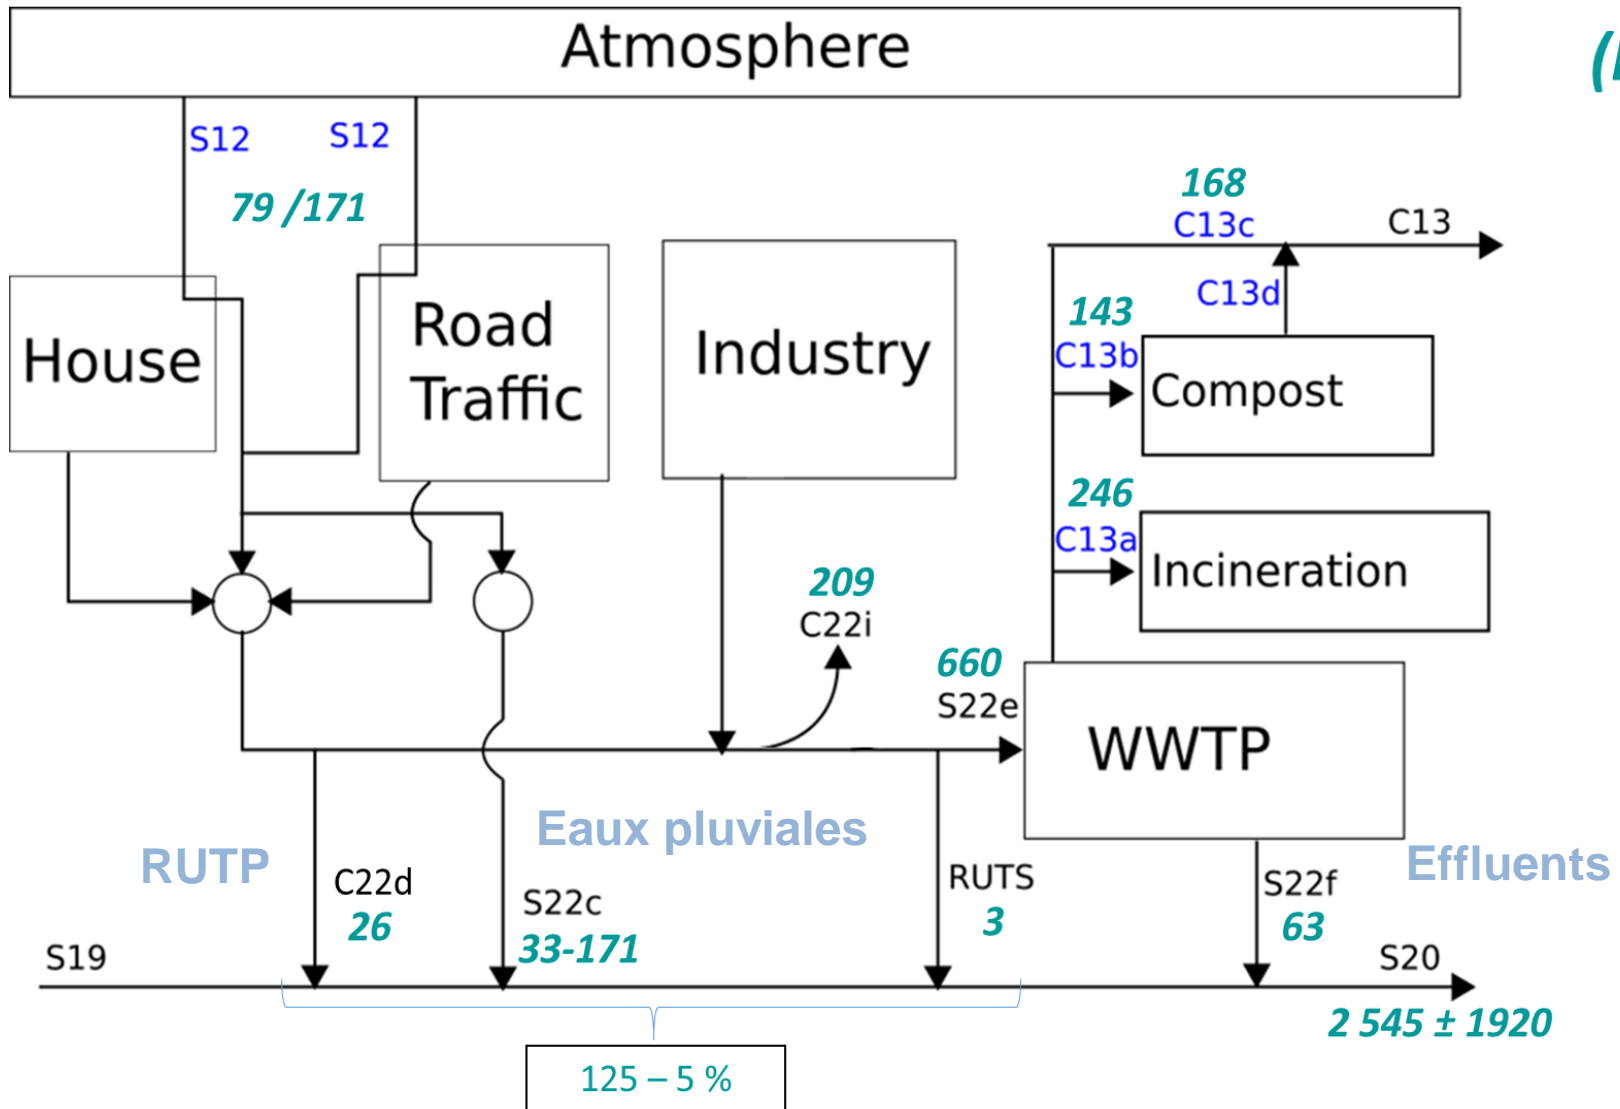 Atmosphere
S12
S12
79 /171
168
C13c
C13
C13d
House
Road
Traffic
Industry
143
C13b
Compost
246
C13a
Incineration
209
C22i
660
S22e
WWTP
Eaux pluviales
RUTP
Effluents
C22d
26
S22c
33-171
RUTS
3
S22f
63
S19
S20
2 545 ± 1920
125 – 5 %